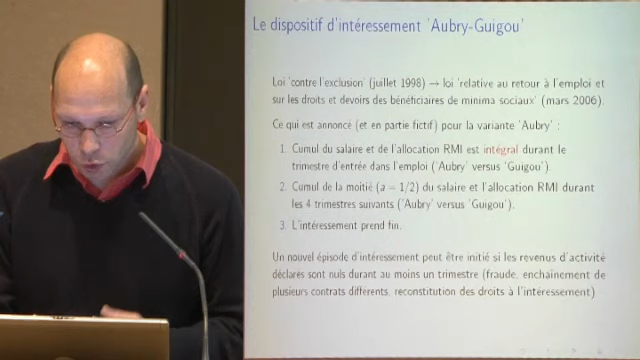 Le dispositif d'intéressement 'Aubry-Guigou'
Loi 'contre l'exclusion' (juillet 1998) → loi 'relative au retour à l'emploi et
sur les droits et devoirs des bénéficiaires de minima sociaux' (mars 2006).
Ce qui est annoncé (et en partie fictif) pour la variante 'Aubry' :
1. Cumul du salaire et de l'allocation RMI est intégral durant le
trimestre d'entrée dans l'emploi ('Aubry' versus 'Guigou').
2. Cumul de la moitié (a = 1/2) du salaire et l'allocation RMI durant
les 4 trimestres suivants ('Aubry' versus 'Guigou').
3. L'intéressement prend fin.
Un nouvel épisode d'intéressement peut être initié si les revenus d'activité
déclarés sont nuls durant au moins un trimestre (fraude, enchaînement de
plusieurs contrats différents, reconstitution des droits à l'intéressement)